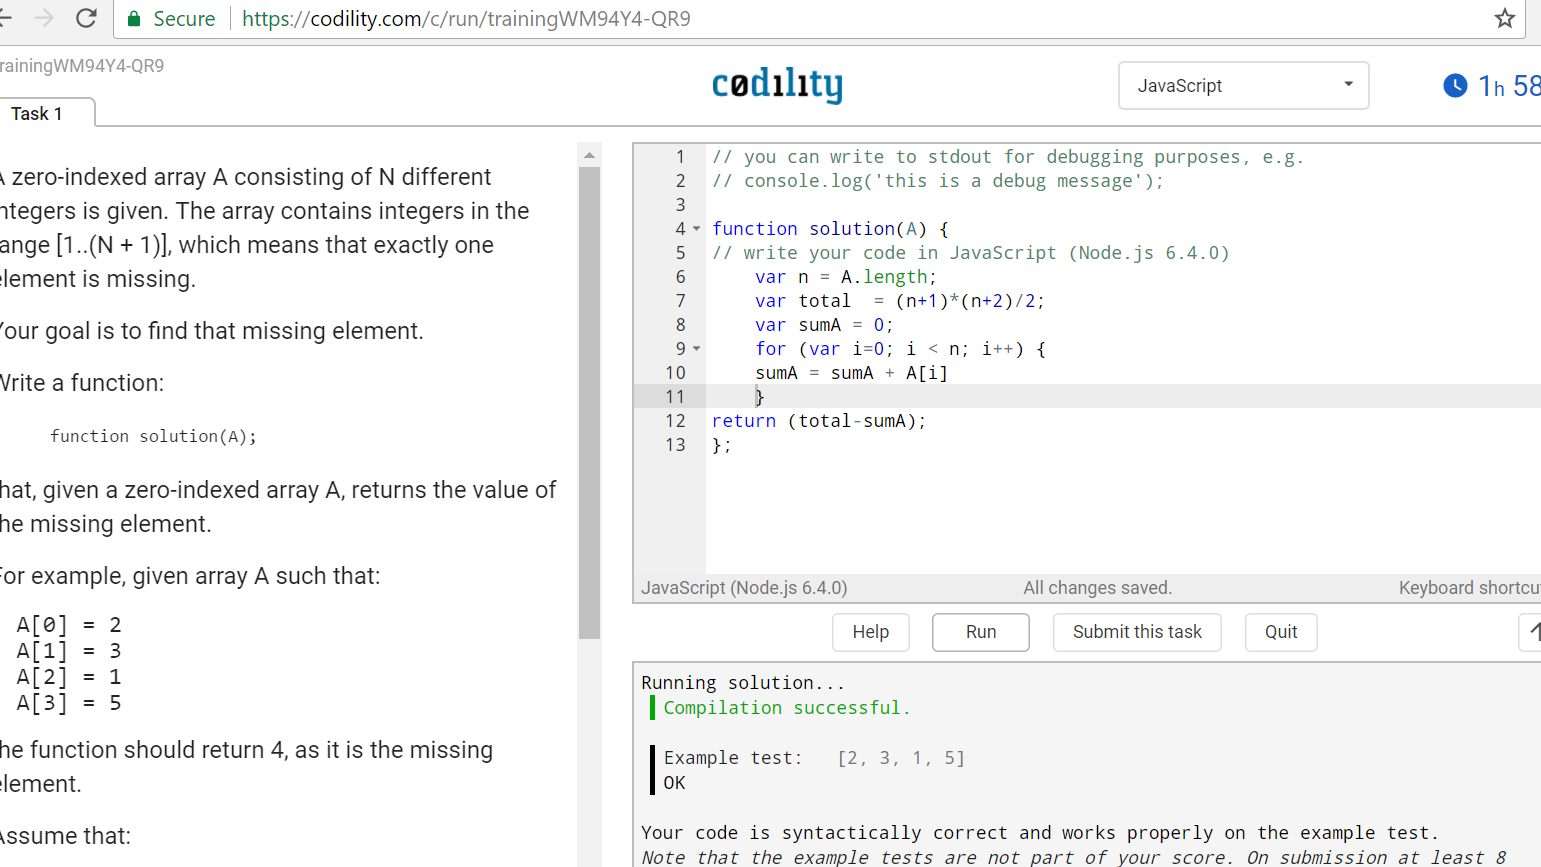 Secure https://codility.com/c/run/trainingWM94Y4-QR9
rainingWM94Y4-QR9
codility
JavaScript
1h 58
Task 1
A zero-indexed array A consisting of N different
ntegers is given. The array contains integers in the
ange [1..(N + 1)], which means that exactly one
element is missing.
Your goal is to find that missing element.
Write a function:
function solution(A);
hat, given a zero-indexed array A, returns the value of
he missing element.
For example, given array A such that:
A[0] = 2
A[1] = 3
A[2] = 1
A[3] = 5
he function should return 4, as it is the missing
element.
Assume that:
1 // you can write to stdout for debugging purposes, e.g.
2 // console.log('this is a debug message');
3
4 function solution(A) {
5 // write your code in JavaScript (Node.js 6.4.0)
6 var n = A.length;
7 var total  = (n+1)*(n+2)/2;
8 var sumA = 0;
9 for (var i=0; i < n; i++) {
10 sumA = sumA + A[i]
11 }
12 return (total-sumA);
13 };
JavaScript (Node.js 6.4.0) All changes saved. Keyboard shortcu
Help Run Submit this task Quit
Running solution...
Compilation successful.
Example test: [2, 3, 1, 5]
OK
Your code is syntactically correct and works properly on the example test.
Note that the example tests are not part of your score. On submission at least 8